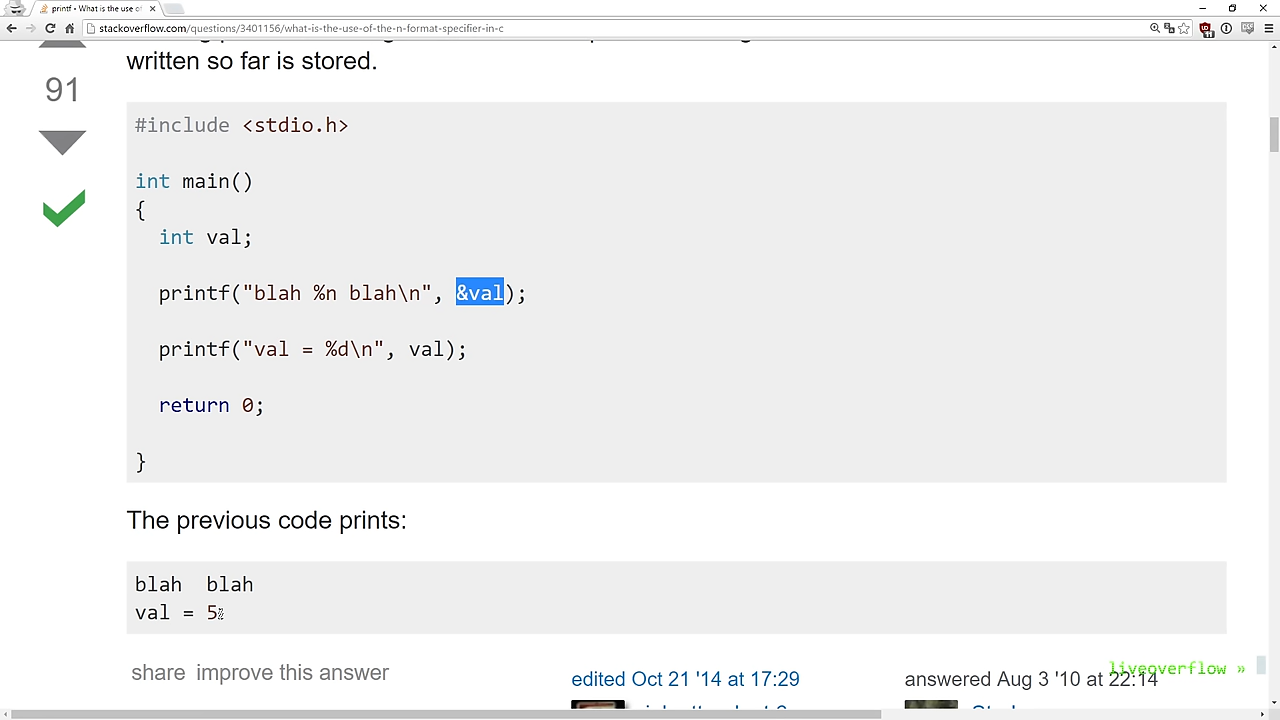 printf • What is the use of the
stackoverflow.com/questions/3401156/what-is-the-use-of-the-n-format-specifier-in-c
written so far is stored.
91
#include <stdio.h>
int main()
{
int val;
printf("blah %n blah\n", &val);
printf("val = %d\n", val);
return 0;
}
The previous code prints:
blah  blah
val = 5
share improve this answer
liveoverflow »
edited Oct 21 '14 at 17:29
answered Aug 3 '10 at 22:14